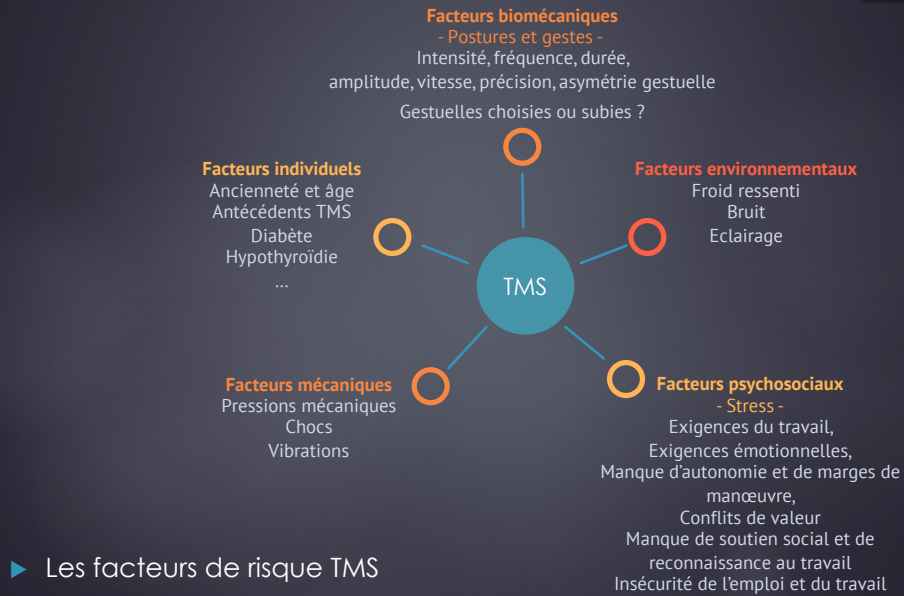 Facteurs biomécaniques
- Postures et gestes -
Intensité, fréquence, durée,
amplitude, vitesse, précision, asymétrie gestuelle
Gestuelles choisies ou subies ?
Facteurs individuels
Ancienneté et âge
Antécédents TMS
Diabète
Hypothyroïdie
...
Facteurs environnementaux
Froid ressenti
Bruit
Eclairage
TMS
Facteurs mécaniques
Pressions mécaniques
Chocs
Vibrations
Facteurs psychosociaux
- Stress -
Exigences du travail,
Exigences émotionnelles,
Manque d'autonomie et de marges de
manœuvre,
Conflits de valeur
Manque de soutien social et de
reconnaissance au travail
Insécurité de l'emploi et du travail
Les facteurs de risque TMS